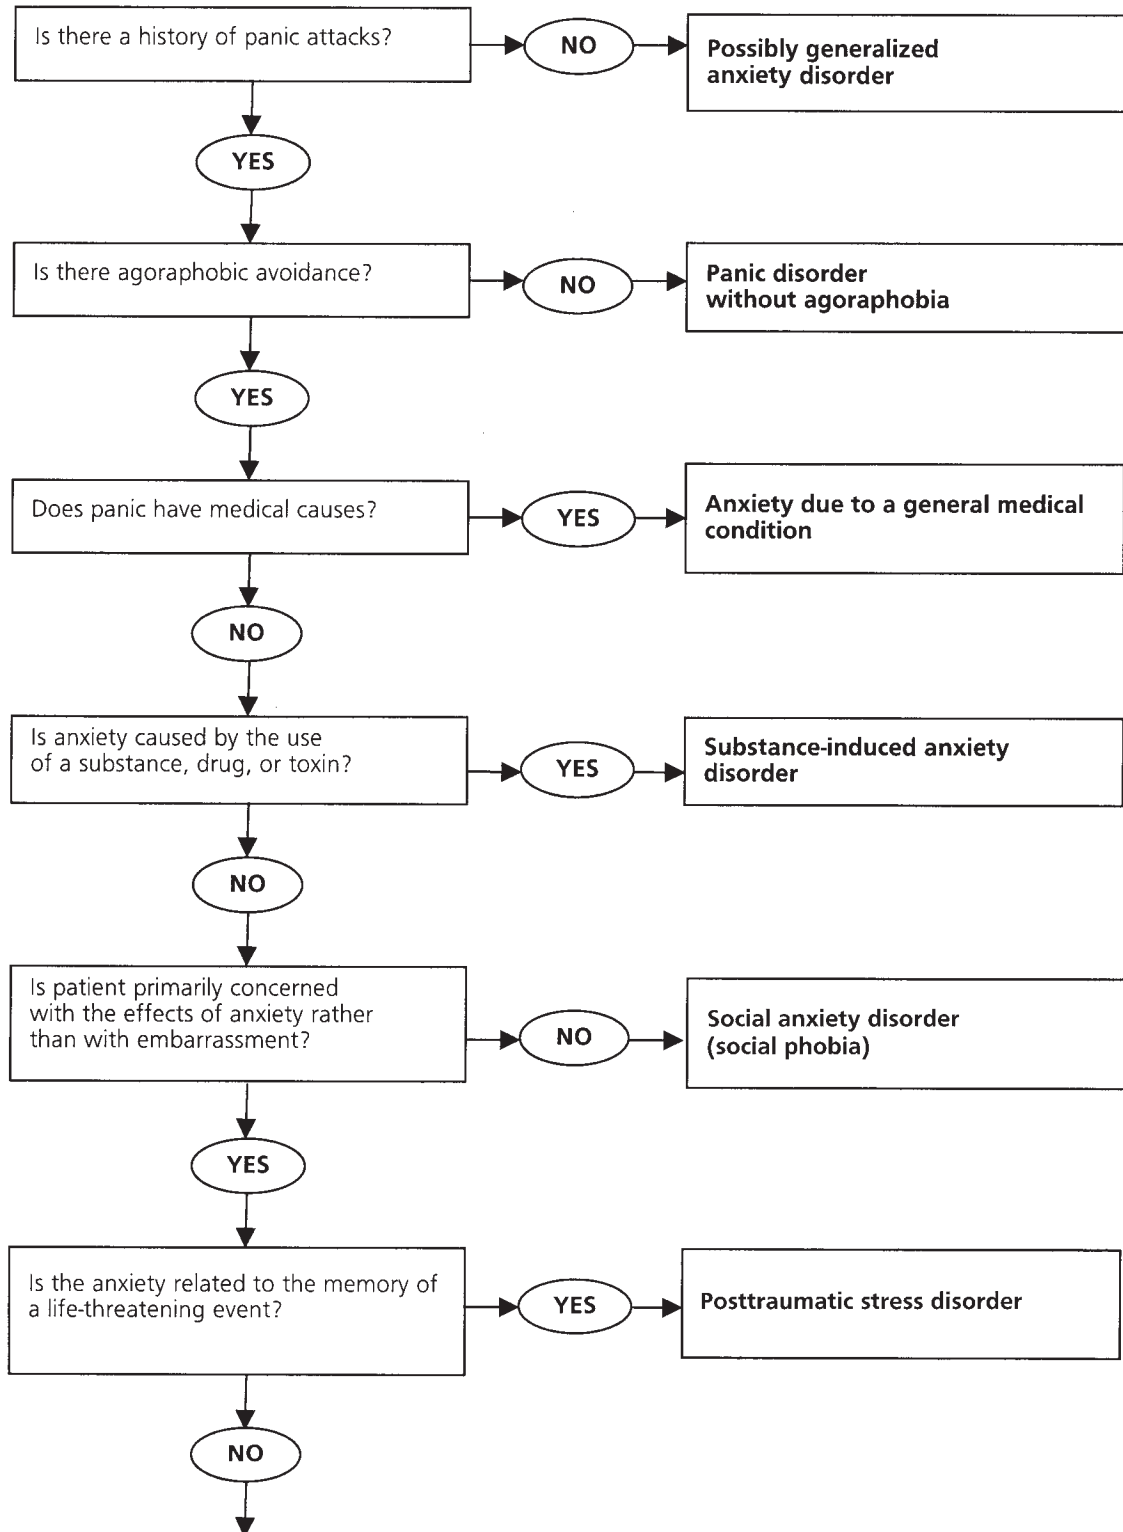 Is there a history of panic attacks?
NO
Possibly generalized
anxiety disorder
YES
Is there agoraphobic avoidance?
NO
Panic disorder
without agoraphobia
YES
Does panic have medical causes?
YES
Anxiety due to a general medical
condition
NO
Is anxiety caused by the use
of a substance, drug, or toxin?
YES
Substance-induced anxiety
disorder
NO
Is patient primarily concerned
with the effects of anxiety rather
than with embarrassment?
NO
Social anxiety disorder
(social phobia)
YES
Is the anxiety related to the memory of
a life-threatening event?
YES
Posttraumatic stress disorder
NO